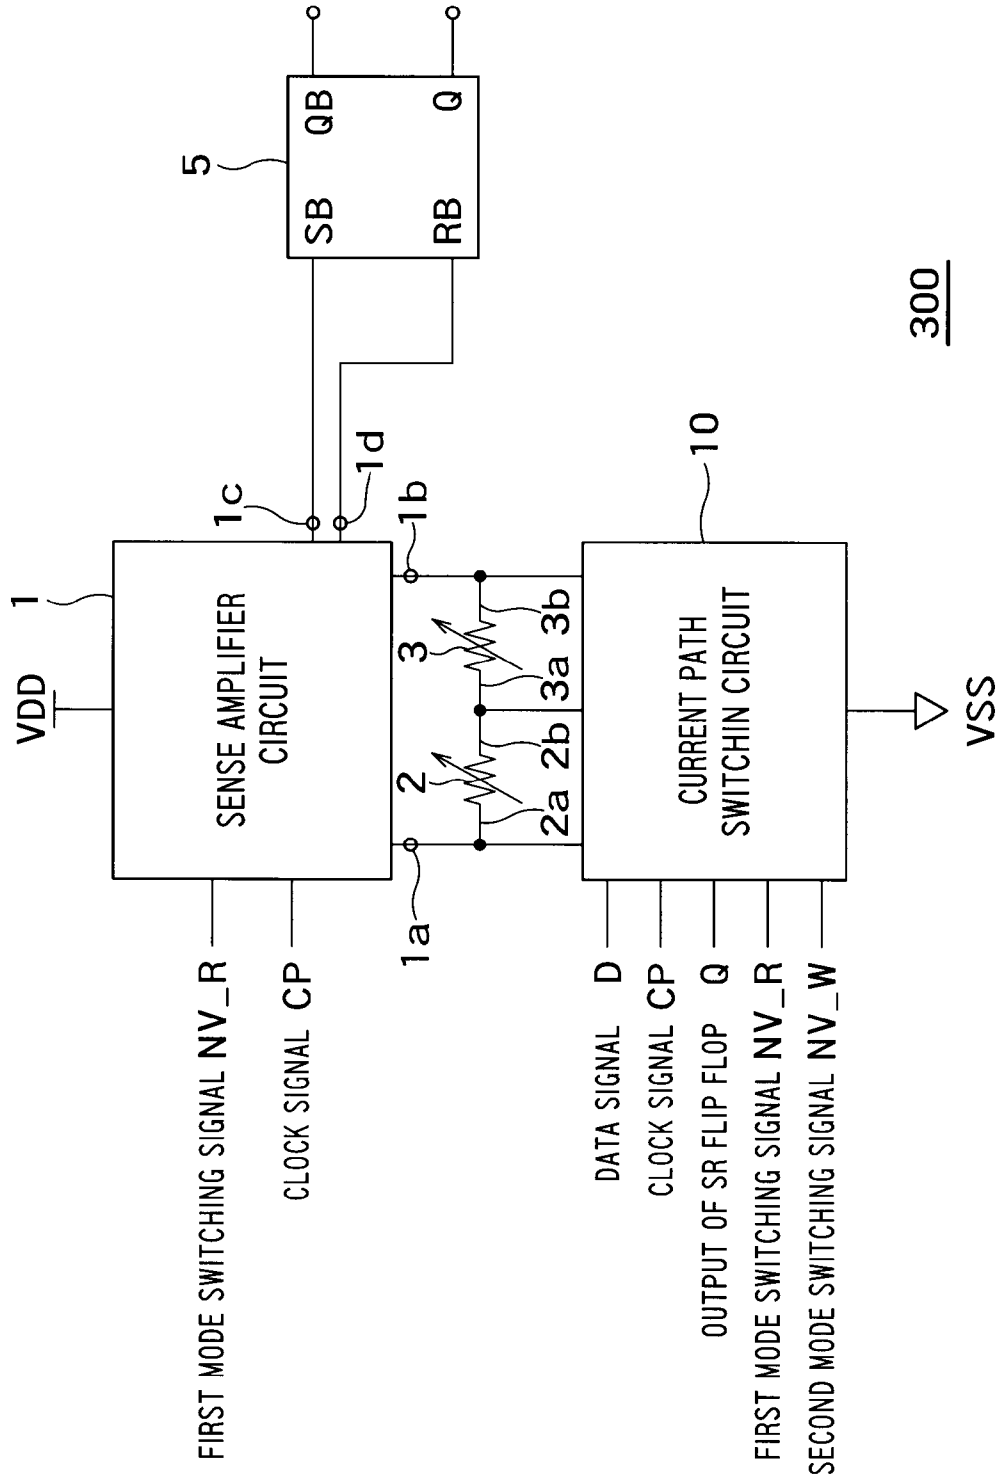 VDD
1
SENSE AMPLIFIER
CIRCUIT
FIRST MODE SWITCHING SIGNAL NV_R
CLOCK SIGNAL CP
1c
1d
5
SB
QB
RB
Q
1a
1b
2
2a
2b
3
3a
3b
10
CURRENT PATH
SWITCHIN CIRCUIT
DATA SIGNAL D
CLOCK SIGNAL CP
OUTPUT OF SR FLIP FLOP Q
FIRST MODE SWITCHING SIGNAL NV_R
SECOND MODE SWITCHING SIGNAL NV_W
VSS
300